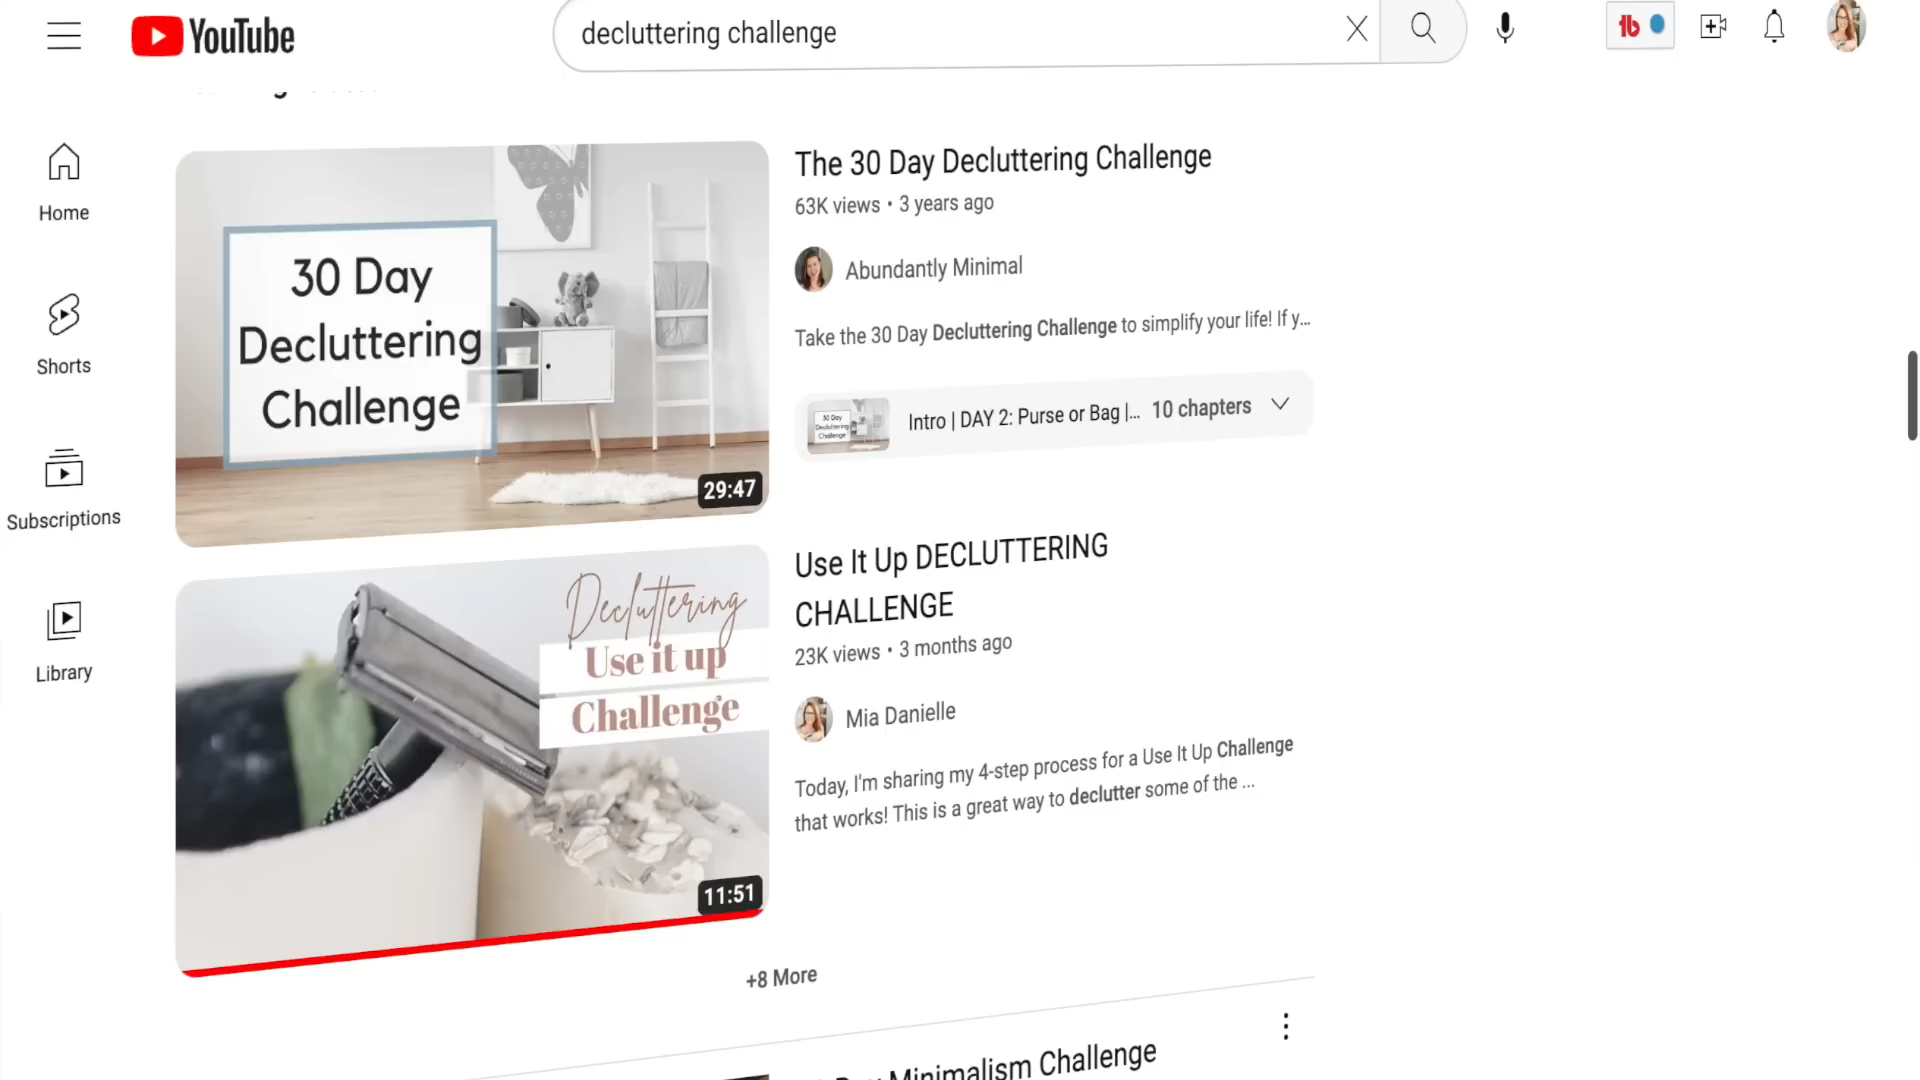 YouTube
decluttering challenge
Home
Shorts
Subscriptions
Library
30 Day
Decluttering
Challenge
29:47
The 30 Day Decluttering Challenge
63K views • 3 years ago
Abundantly Minimal
Take the 30 Day Decluttering Challenge to simplify your life! If y...
30 Day
Decluttering
Challenge
Intro | DAY 2: Purse or Bag |... 10 chapters
Decluttering
Use it up
Challenge
11:51
Use It Up DECLUTTERING
CHALLENGE
23K views • 3 months ago
Mia Danielle
Today, I'm sharing my 4-step process for a Use It Up Challenge
that works! This is a great way to declutter some of the ...
+8 More
Minimalism Challenge